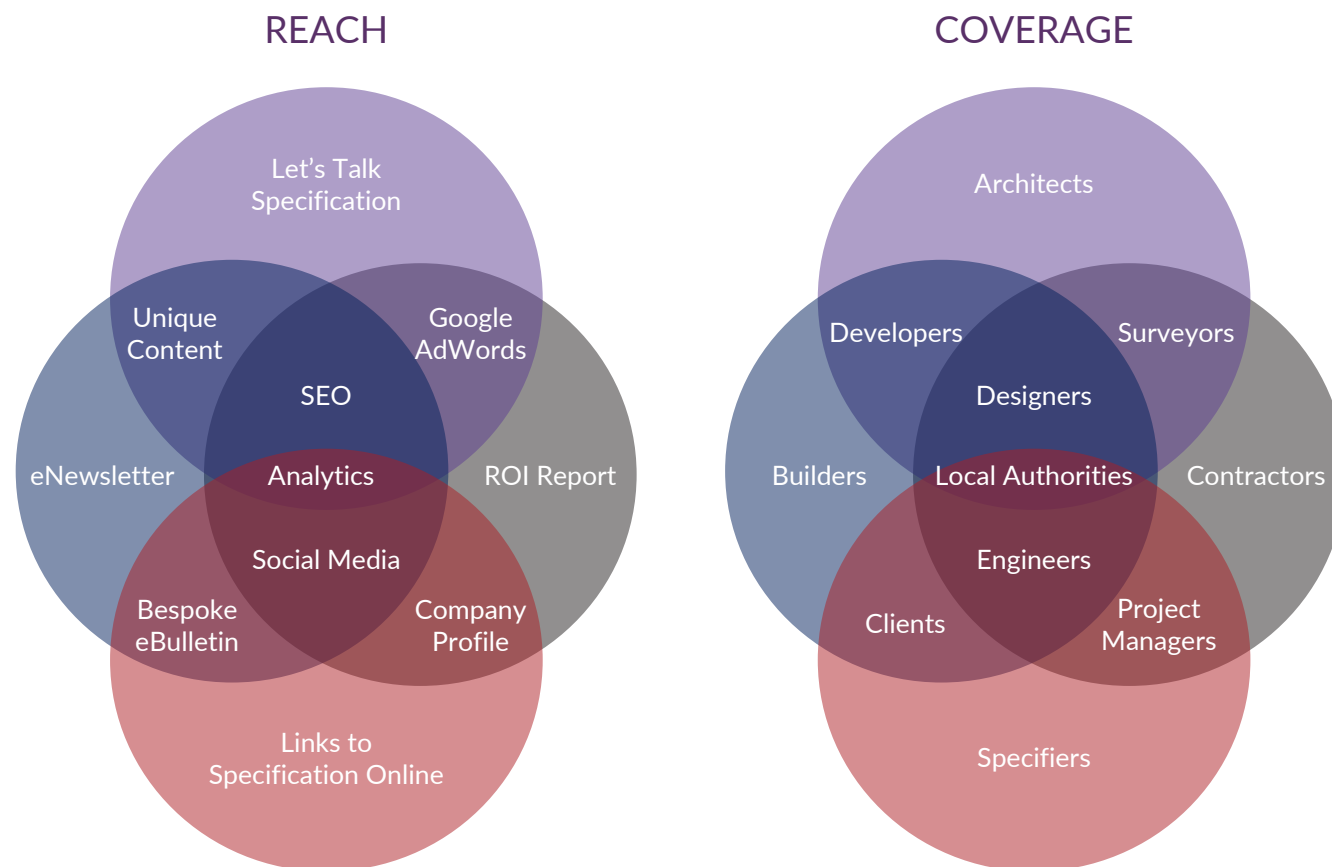 REACH
Let’s Talk
Specification
Unique
Content
Google
AdWords
SEO
eNewsletter
Analytics
ROI Report
Social Media
Bespoke
eBulletin
Company
Profile
Links to
Specification Online
COVERAGE
Architects
Developers
Surveyors
Designers
Builders
Local Authorities
Contractors
Engineers
Clients
Project
Managers
Specifiers